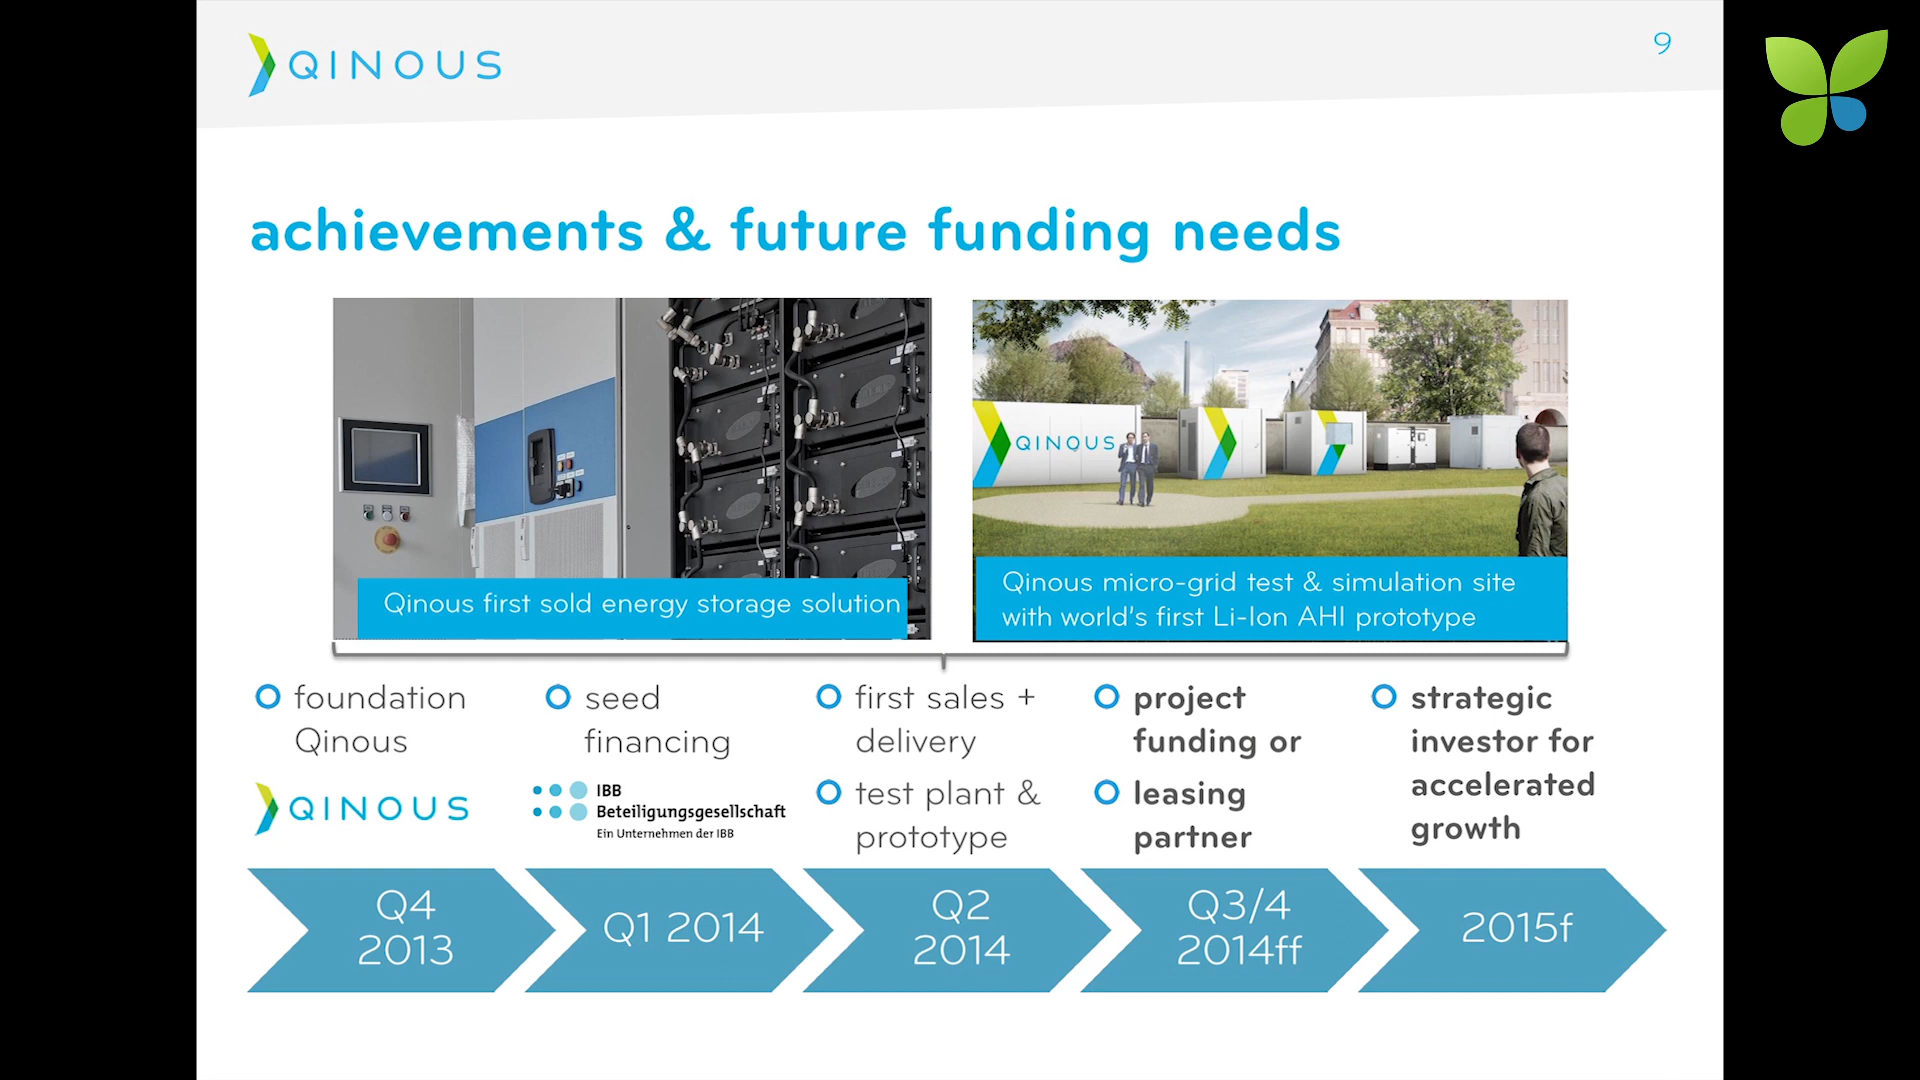 QINOUS
9
achievements & future funding needs
QINOUS
Qinous first sold energy storage solution
Qinous micro-grid test & simulation site
with world's first Li-Ion AHI prototype
foundation
Qinous
QINOUS
seed
financing
IBB
Beteiligungsgesellschaft
Ein Unternehmen der IBB
first sales +
delivery
test plant &
prototype
project
funding or
leasing
partner
strategic
investor for
accelerated
growth
Q4
2013
Q1 2014
Q2
2014
Q3/4
2014ff
2015f